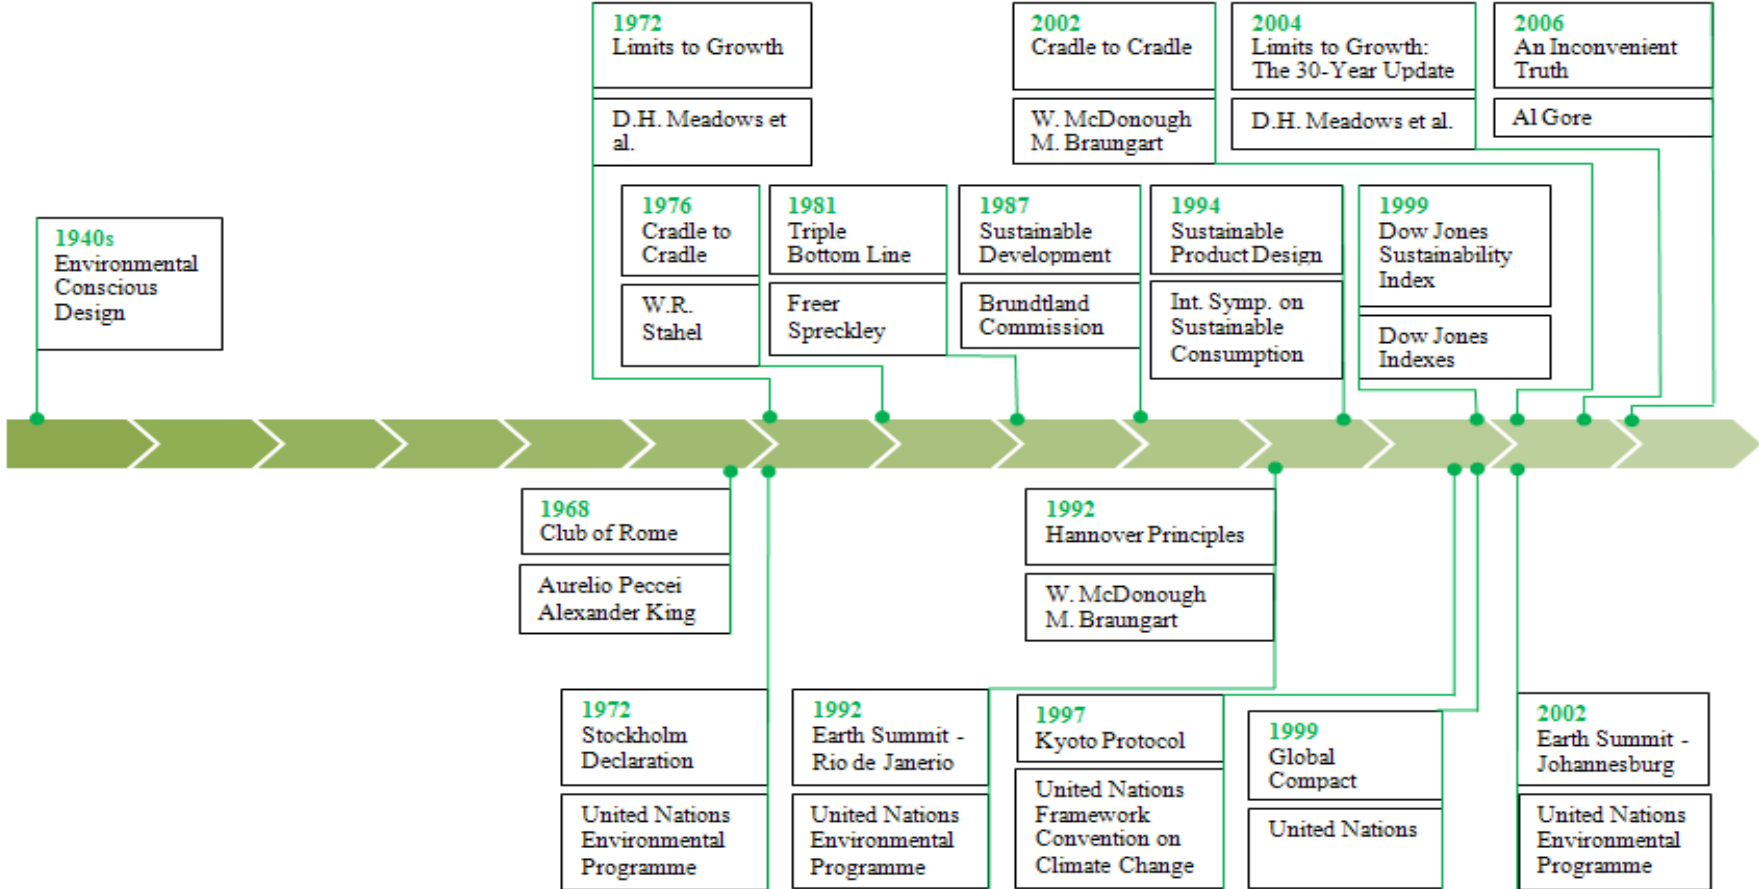 1972
Limits to Growth
D.H. Meadows et
al.
2002
Cradle to Cradle
W. McDonough
M. Braungart
2004
Limits to Growth:
The 30-Year Update
D.H. Meadows et al.
2006
An Inconvenient
Truth
Al Gore
1940s
Environmental
Conscious
Design
1976
Cradle to
Cradle
W.R.
Stahel
1981
Triple
Bottom Line
Freer
Spreckley
1987
Sustainable
Development
Brundtland
Commission
1994
Sustainable
Product Design
Int. Symp. on
Sustainable
Consumption
1999
Dow Jones
Sustainability
Index
Dow Jones
Indexes
1968
Club of Rome
Aurelio Peccei
Alexander King
1992
Hannover Principles
W. McDonough
M. Braungart
1972
Stockholm
Declaration
United Nations
Environmental
Programme
1992
Earth Summit -
Rio de Janerio
United Nations
Environmental
Programme
1997
Kyoto Protocol
United Nations
Framework
Convention on
Climate Change
1999
Global
Compact
United Nations
2002
Earth Summit -
Johannesburg
United Nations
Environmental
Programme